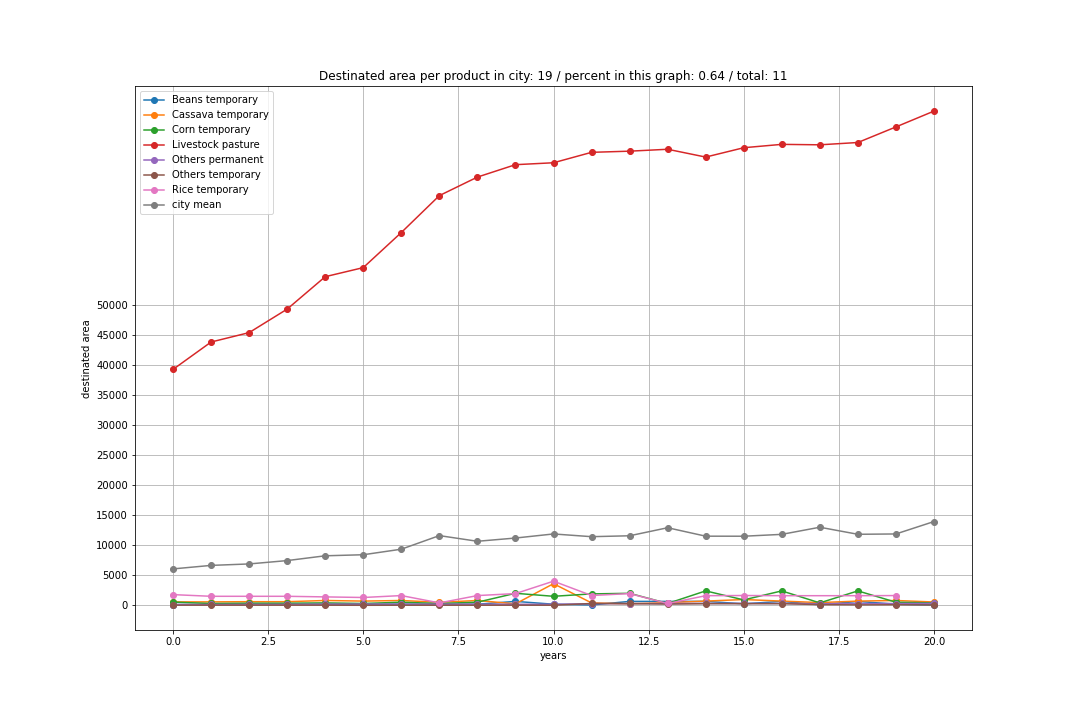 Destinated area per product in city: 19 / percent in this graph: 0.64 / total: 11
Beans temporary
Cassava temporary
Corn temporary
Livestock pasture
Others permanent
Others temporary
Rice temporary
city mean
destinated area
50000
45000
40000
35000
30000
25000
20000
15000
10000
5000
0
0.0 2.5 5.0 7.5 10.0 12.5 15.0 17.5 20.0
years